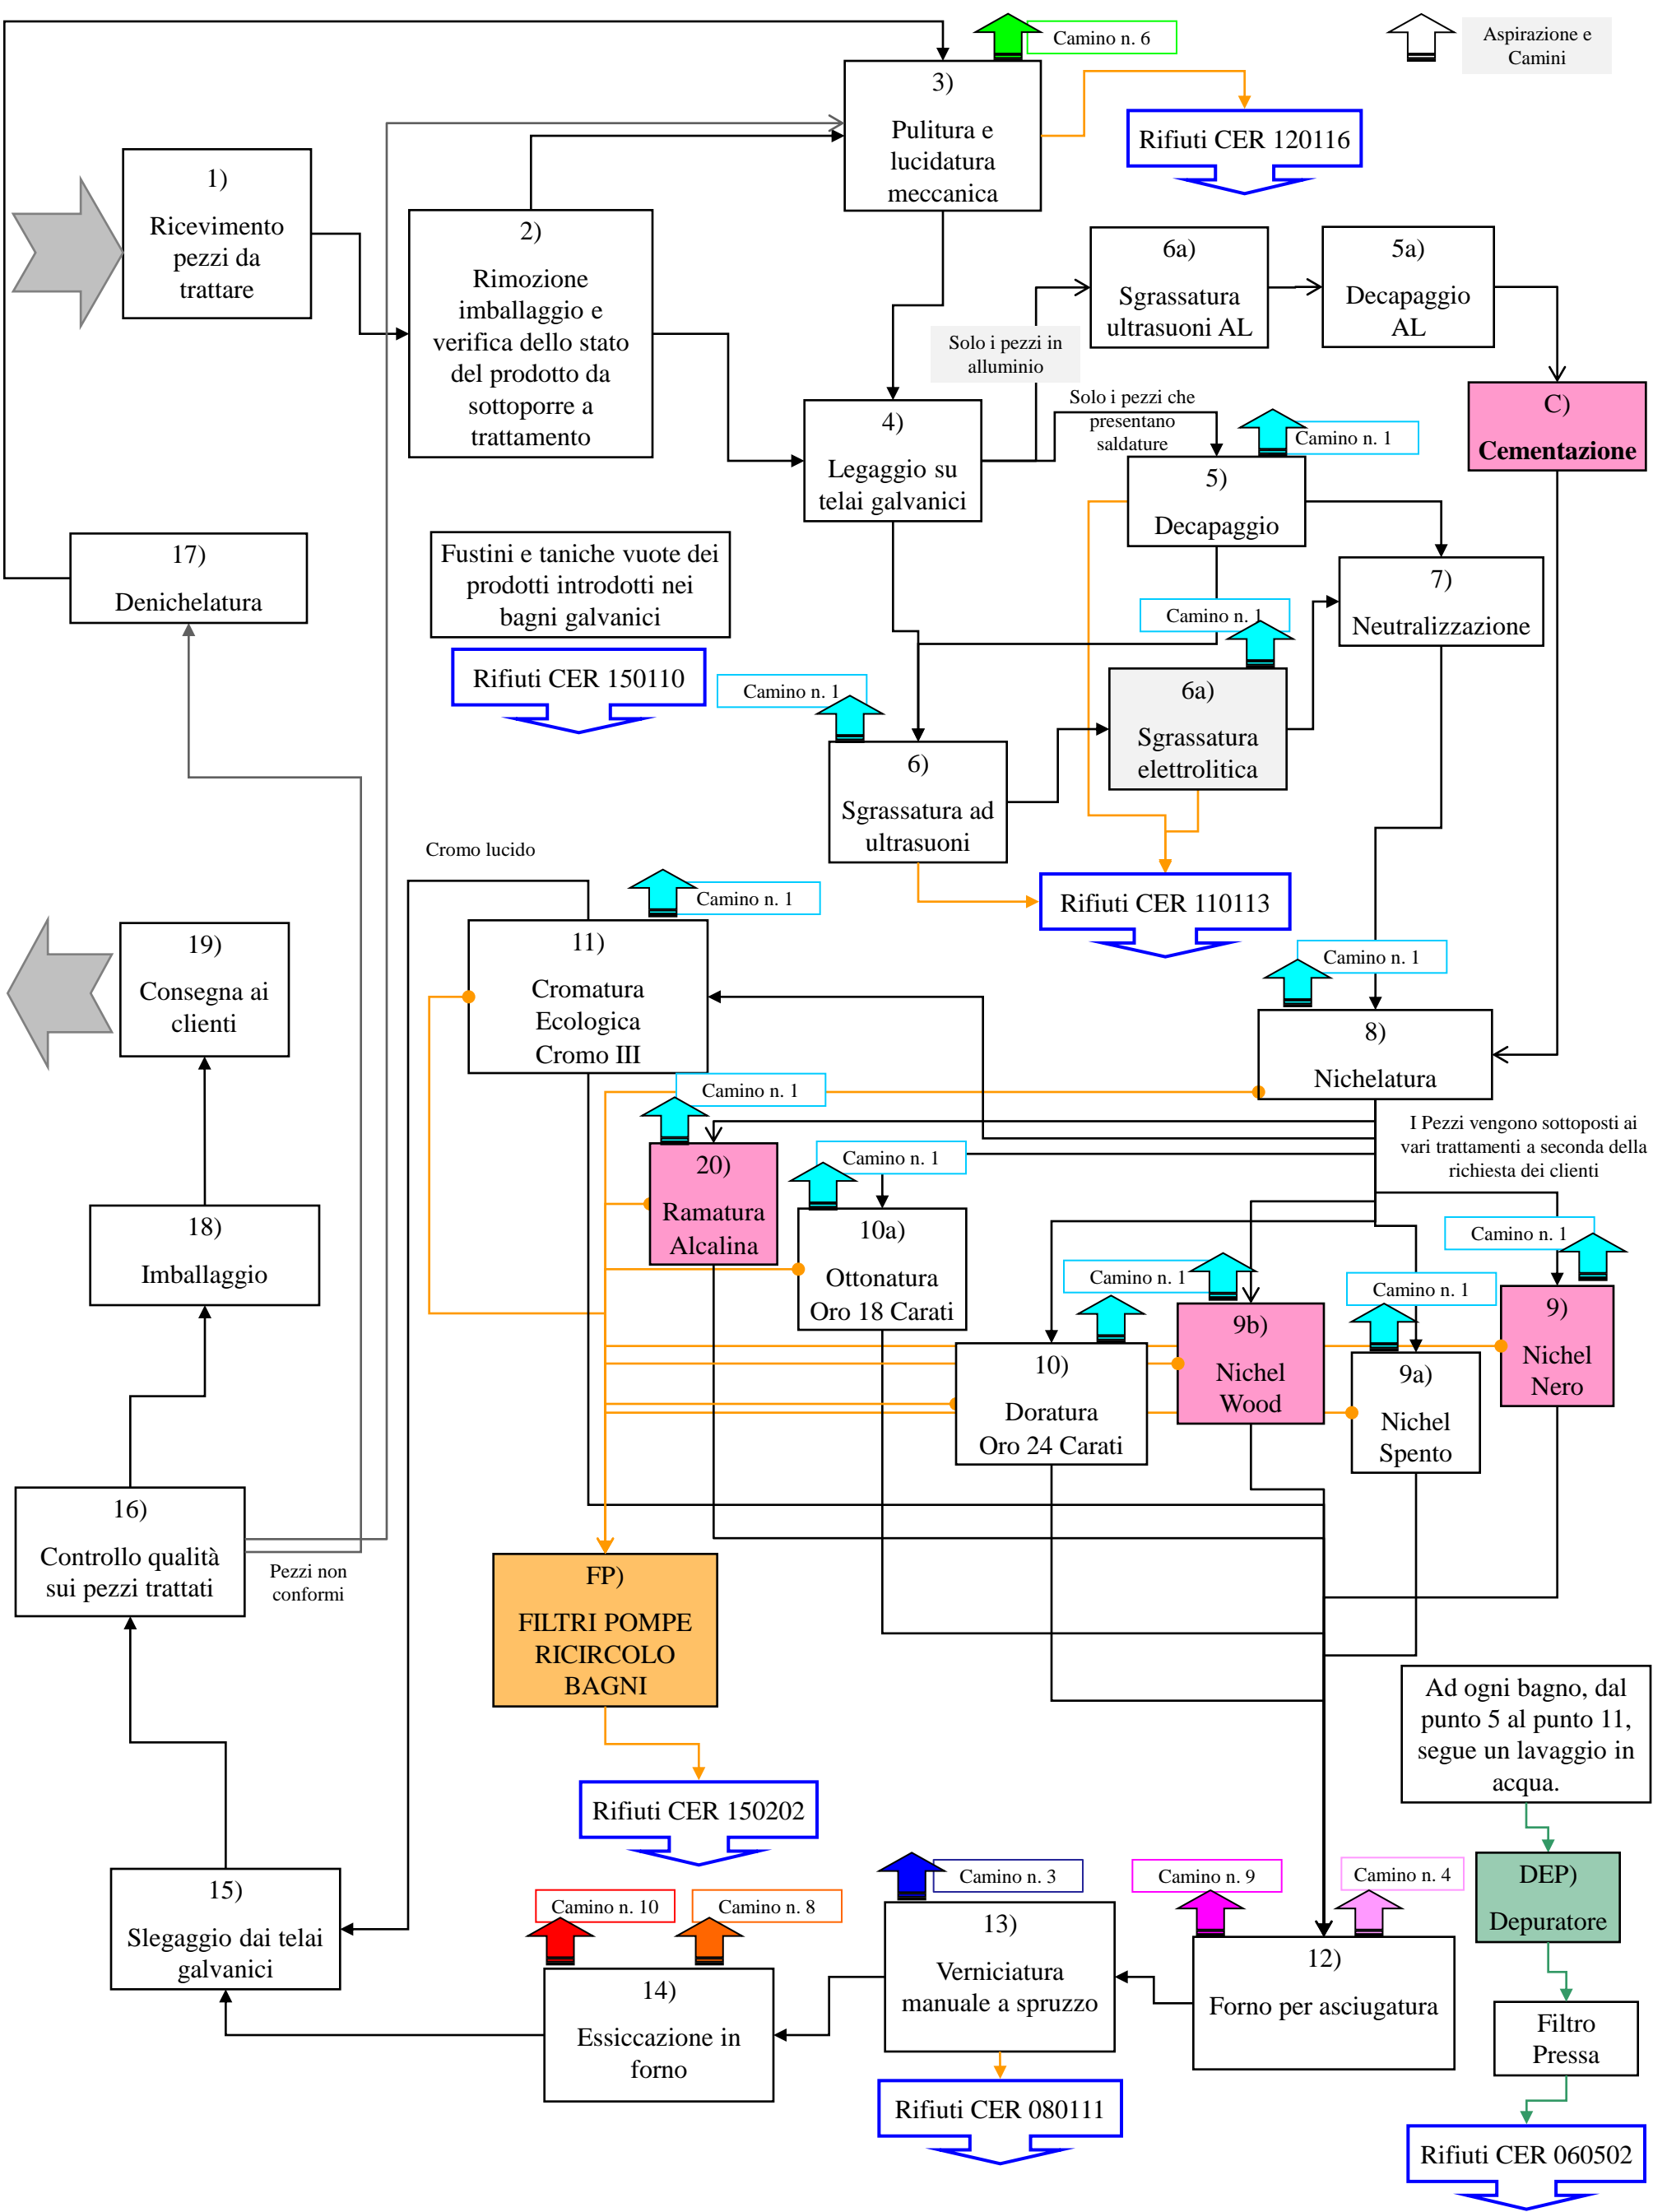 Camino n. 6
Aspirazione e
Camini
3)
Pulitura e
lucidatura
meccanica
Rifiuti CER 120116
1)
Ricevimento
pezzi da
trattare
2)
Rimozione
imballaggio e
verifica dello stato
del prodotto da
sottoporre a
trattamento
6a)
Sgrassatura
ultrasuoni AL
5a)
Decapaggio
AL
Solo i pezzi in
alluminio
4)
Legaggio su
telai galvanici
Solo i pezzi che
presentano
saldature
Camino n. 1
C)
Cementazione
5)
Decapaggio
17)
Denichelatura
Fustini e taniche vuote dei
prodotti introdotti nei
bagni galvanici
Rifiuti CER 150110
7)
Neutralizzazione
Camino n. 1
6a)
Sgrassatura
elettrolitica
Camino n. 1
6)
Sgrassatura ad
ultrasuoni
Cromo lucido
Camino n. 1
Rifiuti CER 110113
19)
Consegna ai
clienti
11)
Cromatura
Ecologica
Cromo III
Camino n. 1
8)
Nichelatura
Camino n. 1
20)
Ramatura
Alcalina
Camino n. 1
10a)
Ottonatura
Oro 18 Carati
I Pezzi vengono sottoposti ai
vari trattamenti a seconda della
richiesta dei clienti
18)
Imballaggio
Camino n. 1
10)
Doratura
Oro 24 Carati
9b)
Nichel
Wood
Camino n. 1
9a)
Nichel
Spento
Camino n. 1
9)
Nichel
Nero
16)
Controllo qualità
sui pezzi trattati
Pezzi non
conformi
FP)
FILTRI POMPE
RICIRCOLO
BAGNI
Rifiuti CER 150202
Ad ogni bagno, dal
punto 5 al punto 11,
segue un lavaggio in
acqua.
DEP)
Depuratore
Filtro
Pressa
Rifiuti CER 060502
15)
Slegaggio dai telai
galvanici
Camino n. 10
Camino n. 8
14)
Essiccazione in
forno
Camino n. 3
13)
Verniciatura
manuale a spruzzo
Rifiuti CER 080111
Camino n. 9
Camino n. 4
12)
Forno per asciugatura